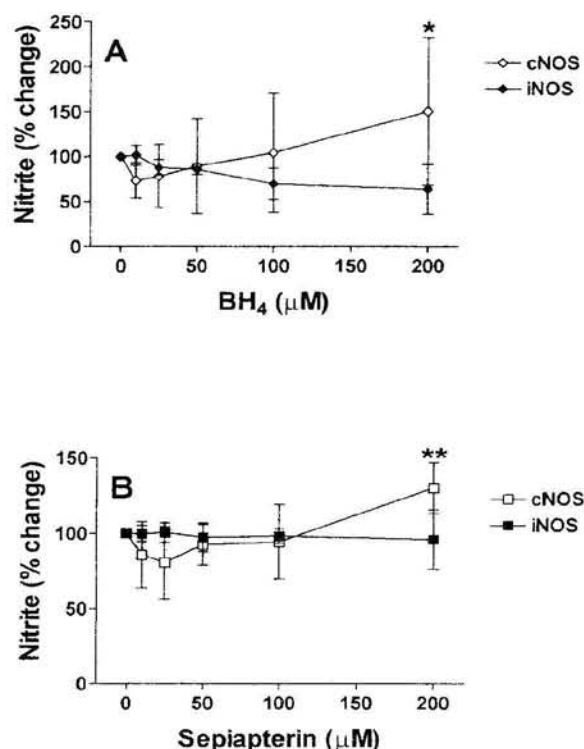 A
*
250
200
150
100
50
0
Nitrite (% change)
cNOS
iNOS
0 50 100 150 200
BH₄ (μM)
B
**
150
100
50
0
Nitrite (% change)
cNOS
iNOS
0 50 100 150 200
Sepiapterin (μM)